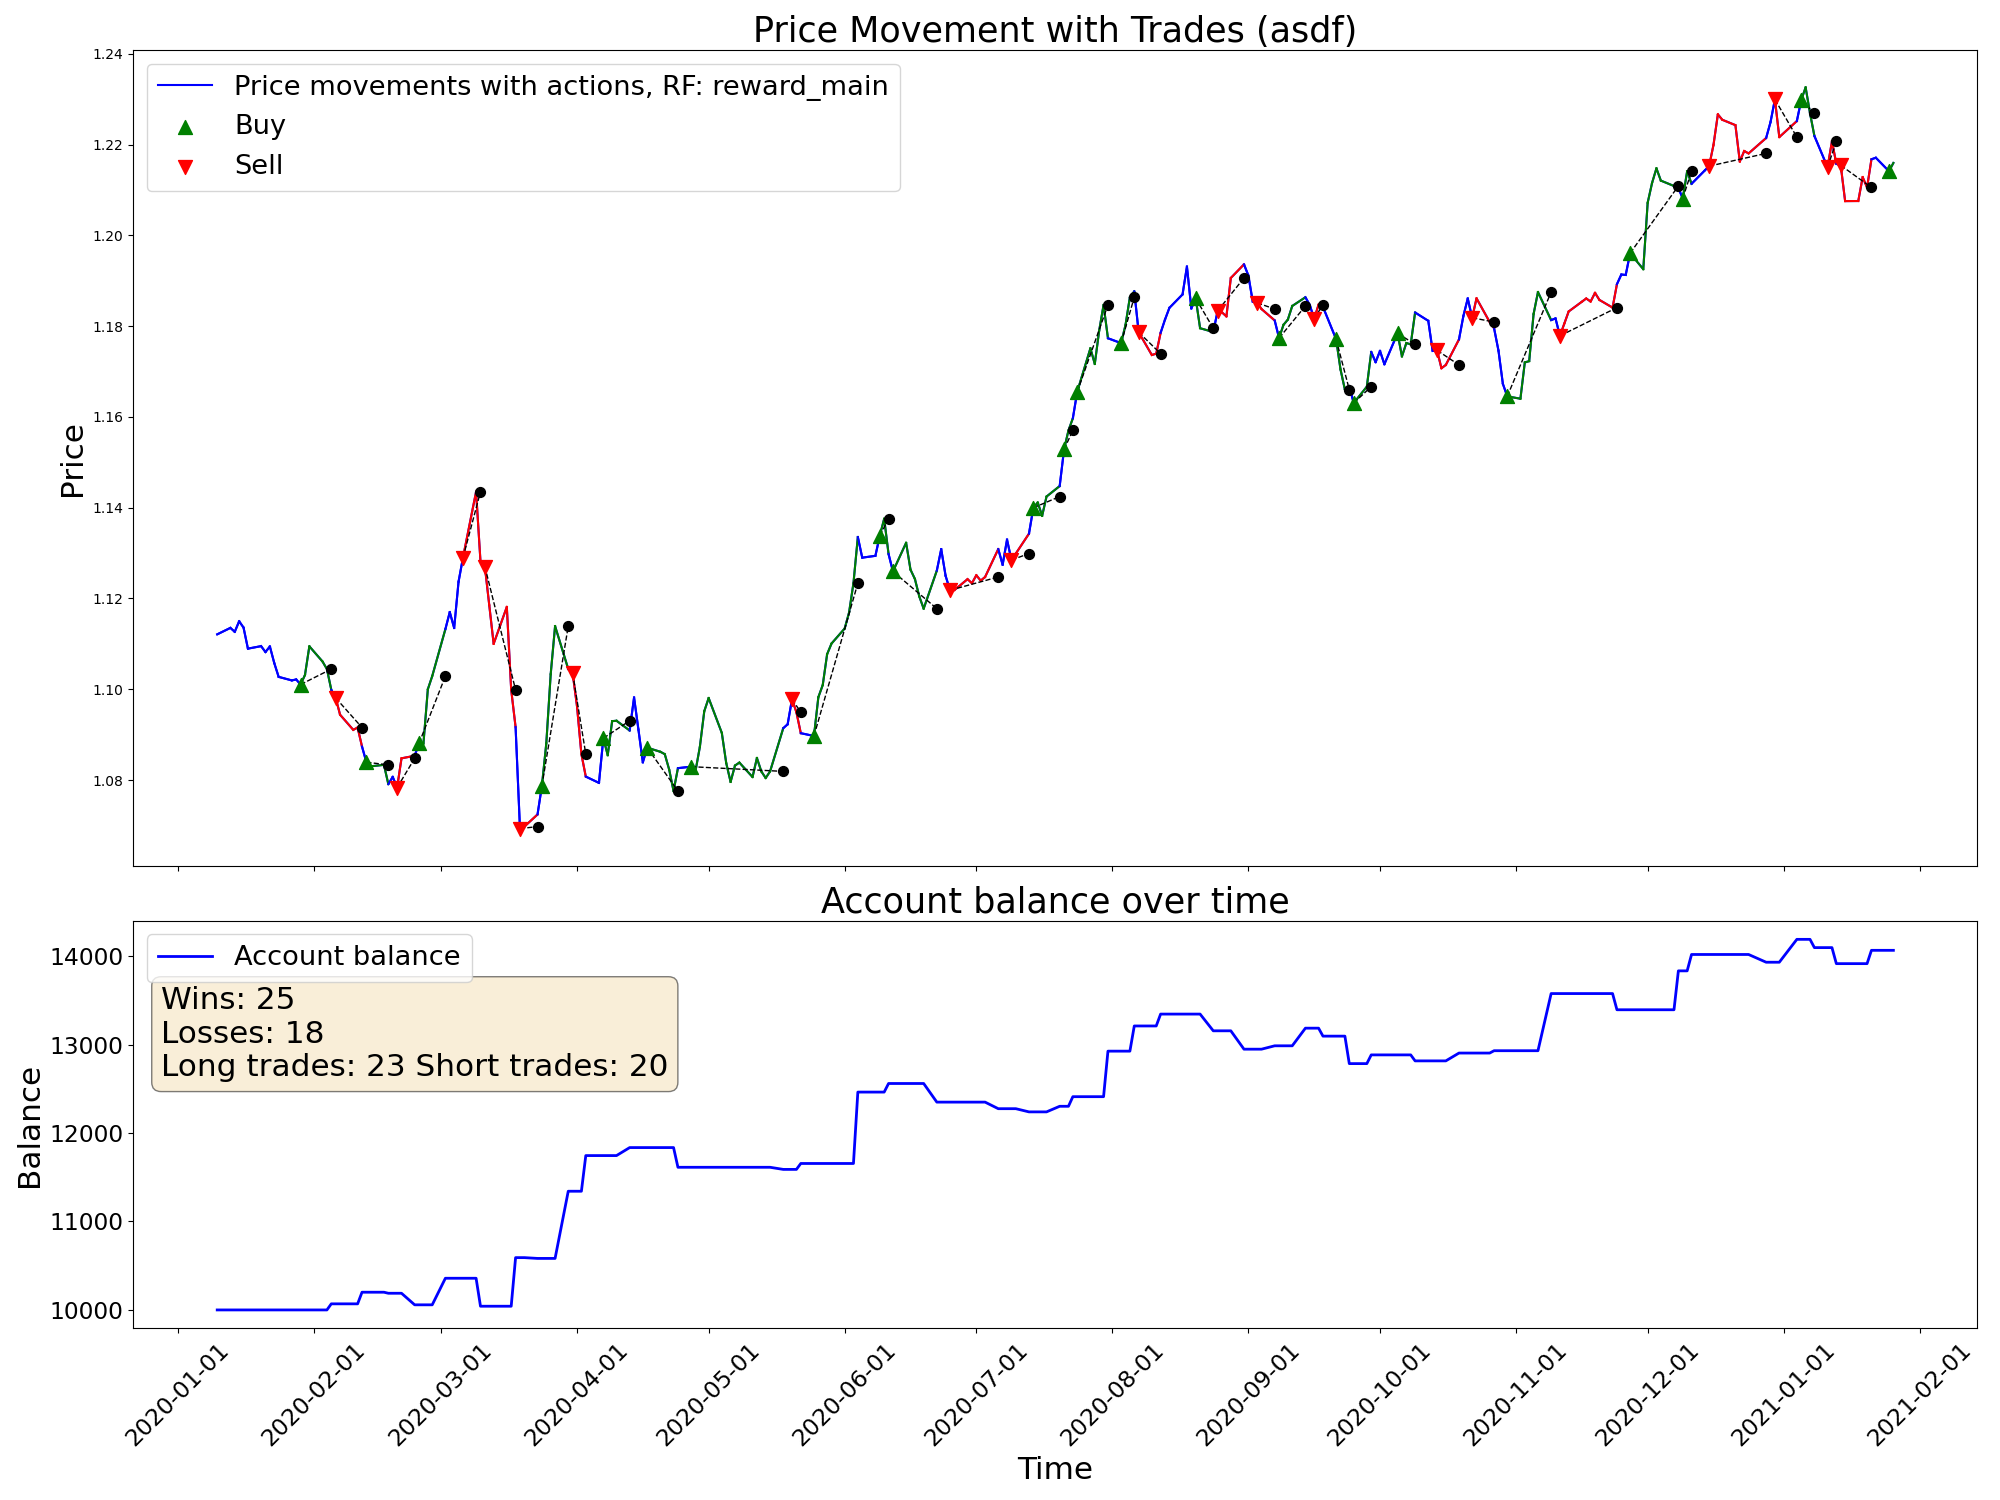 Price Movement with Trades (asdf)
1.24
Price movements with actions, RF: reward_main
Buy
Sell
1.22
1.20
1.18
1.16
1.14
1.12
1.10
1.08
Price
Account balance over time
Account balance
Wins: 25
Losses: 18
Long trades: 23 Short trades: 20
14000
13000
12000
11000
10000
Balance
2020-01-01
2020-02-01
2020-03-01
2020-04-01
2020-05-01
2020-06-01
2020-07-01
2020-08-01
2020-09-01
2020-10-01
2020-11-01
2020-12-01
2021-01-01
2021-02-01
Time